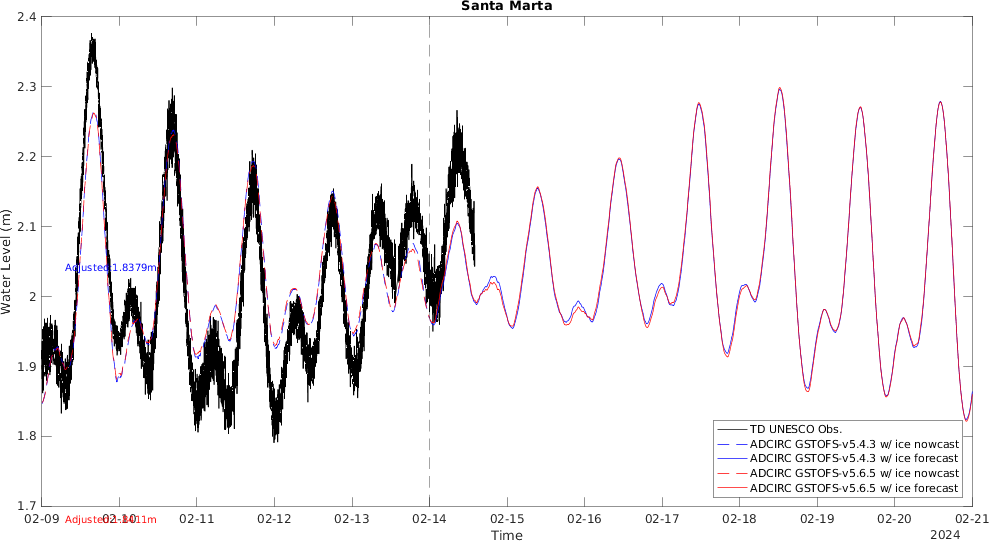 Santa Marta
2.4
2.3
2.2
2.1
2
1.9
1.8
1.7
Water Level (m)
Adjusted:1.8379m
TD UNESCO Obs.
ADCIRC GSTOFS-v5.4.3 w/ ice nowcast
ADCIRC GSTOFS-v5.4.3 w/ ice forecast
ADCIRC GSTOFS-v5.6.5 w/ ice nowcast
ADCIRC GSTOFS-v5.6.5 w/ ice forecast
02-09 02-10 02-11 02-12 02-13 02-14 02-15 02-16 02-17 02-18 02-19 02-20 02-21
Time
2024